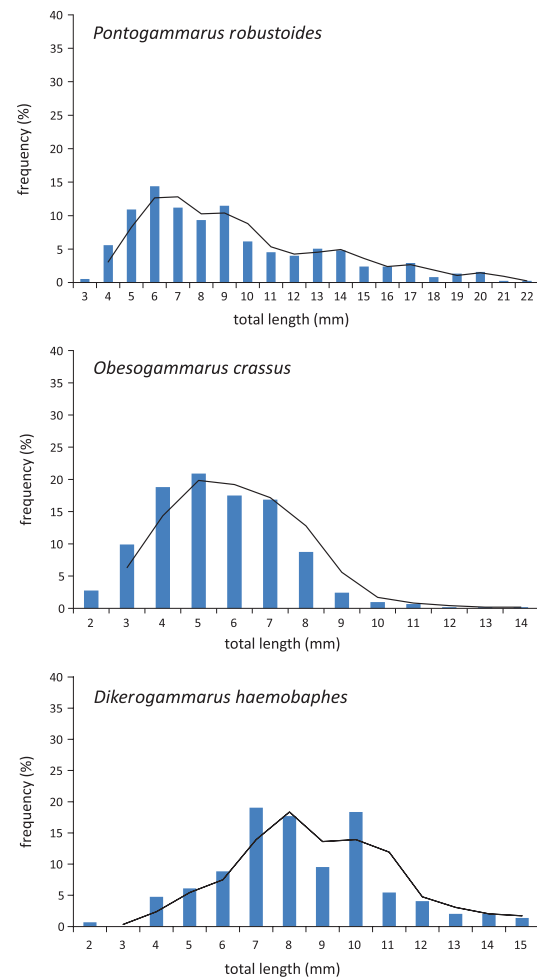 Pontogammarus robustoides
frequency (%)
40
35
30
25
20
15
10
5
0
3 4 5 6 7 8 9 10 11 12 13 14 15 16 17 18 19 20 21 22
total length (mm)
Obesogammarus crassus
frequency (%)
40
35
30
25
20
15
10
5
0
2 3 4 5 6 7 8 9 10 11 12 13 14
total length (mm)
Dikerogammarus haemobaphes
frequency (%)
40
35
30
25
20
15
10
5
0
2 3 4 5 6 7 8 9 10 11 12 13 14 15
total length (mm)